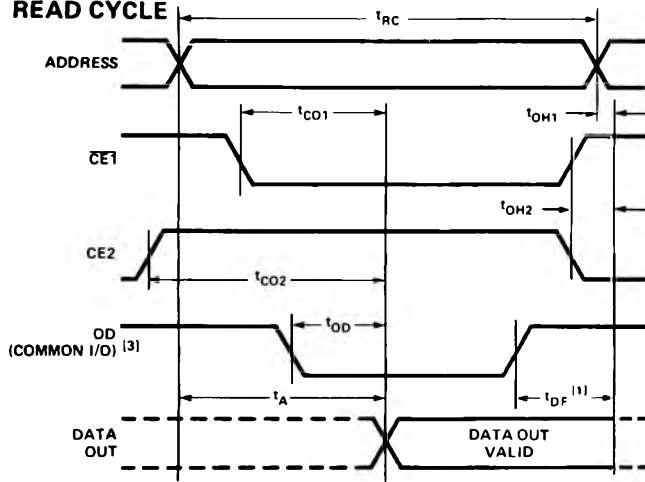 READ CYCLE
tRC
ADDRESS
tCO1
tOH1
CE1
tOH2
CE2
tCO2
OD
(COMMON I/D) [3]
tOD
tA
tDF [1]
DATA
OUT
DATA OUT
VALID